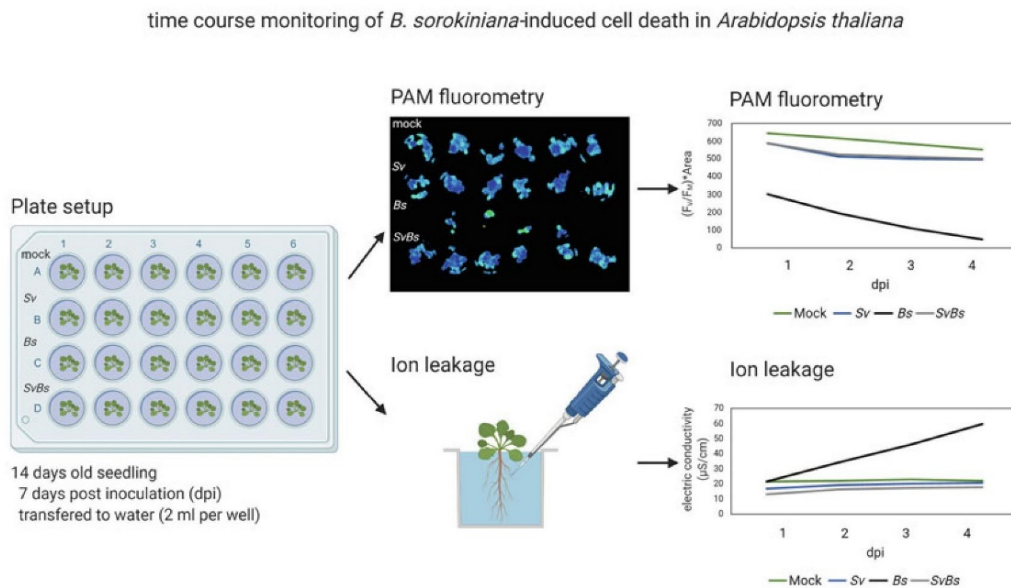 time course monitoring of B. sorokiniana-induced cell death in Arabidopsis thaliana
Plate setup
1 2 3 4 5 6
mock
A
Sv
B
Bs
C
SvBs
D
14 days old seedling
7 days post inoculation (dpi)
transfered to water (2 ml per well)
PAM fluorometry
mock
Sv
Bs
SvBs
PAM fluorometry
(Fv/FM)*Area
700
600
500
400
300
200
100
0
1 2 3 4
dpi
Mock Sv Bs SvBs
Ion leakage
Ion leakage
electric conductivity
(µS/cm)
70
60
50
40
30
20
10
0
1 2 3 4
dpi
Mock Sv Bs SvBs